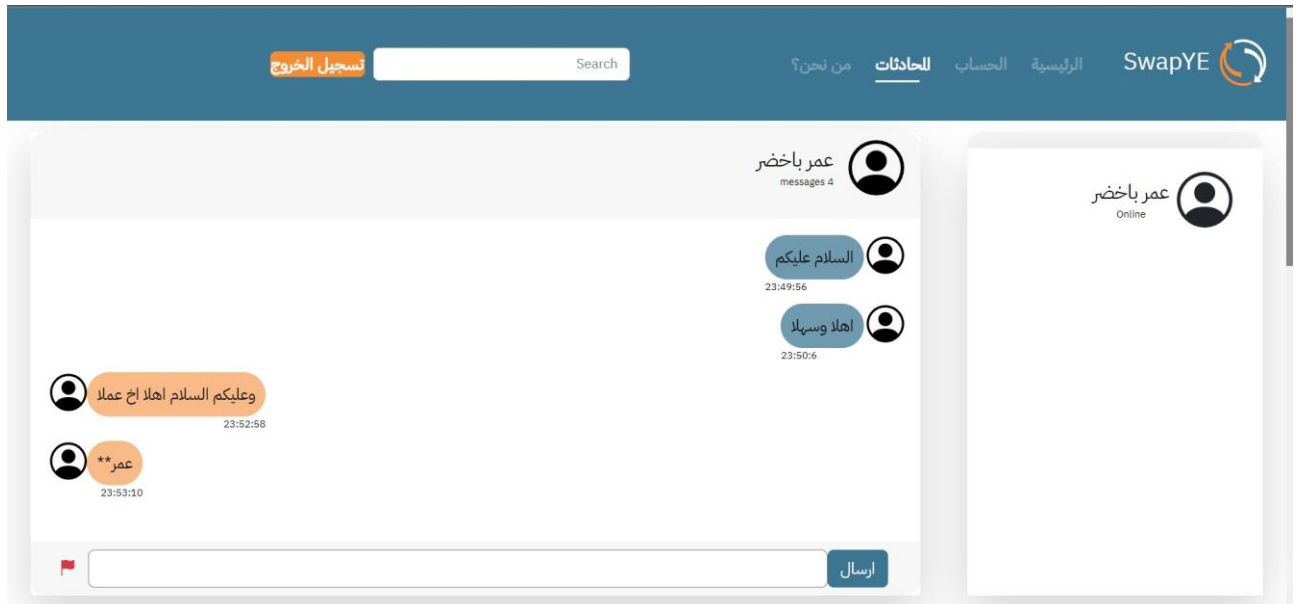 SwapYE
الرئيسية
الحساب
المحادثات
من نحن؟
Search
تسجيل الخروج
عمر باخضر
Online
عمر باخضر
messages 4
السلام عليكم
23:49:56
اهلا وسهلا
23:50:6
وعليكم السلام اهلا اخ عملا
23:52:58
عمر**
23:53:10
ارسال